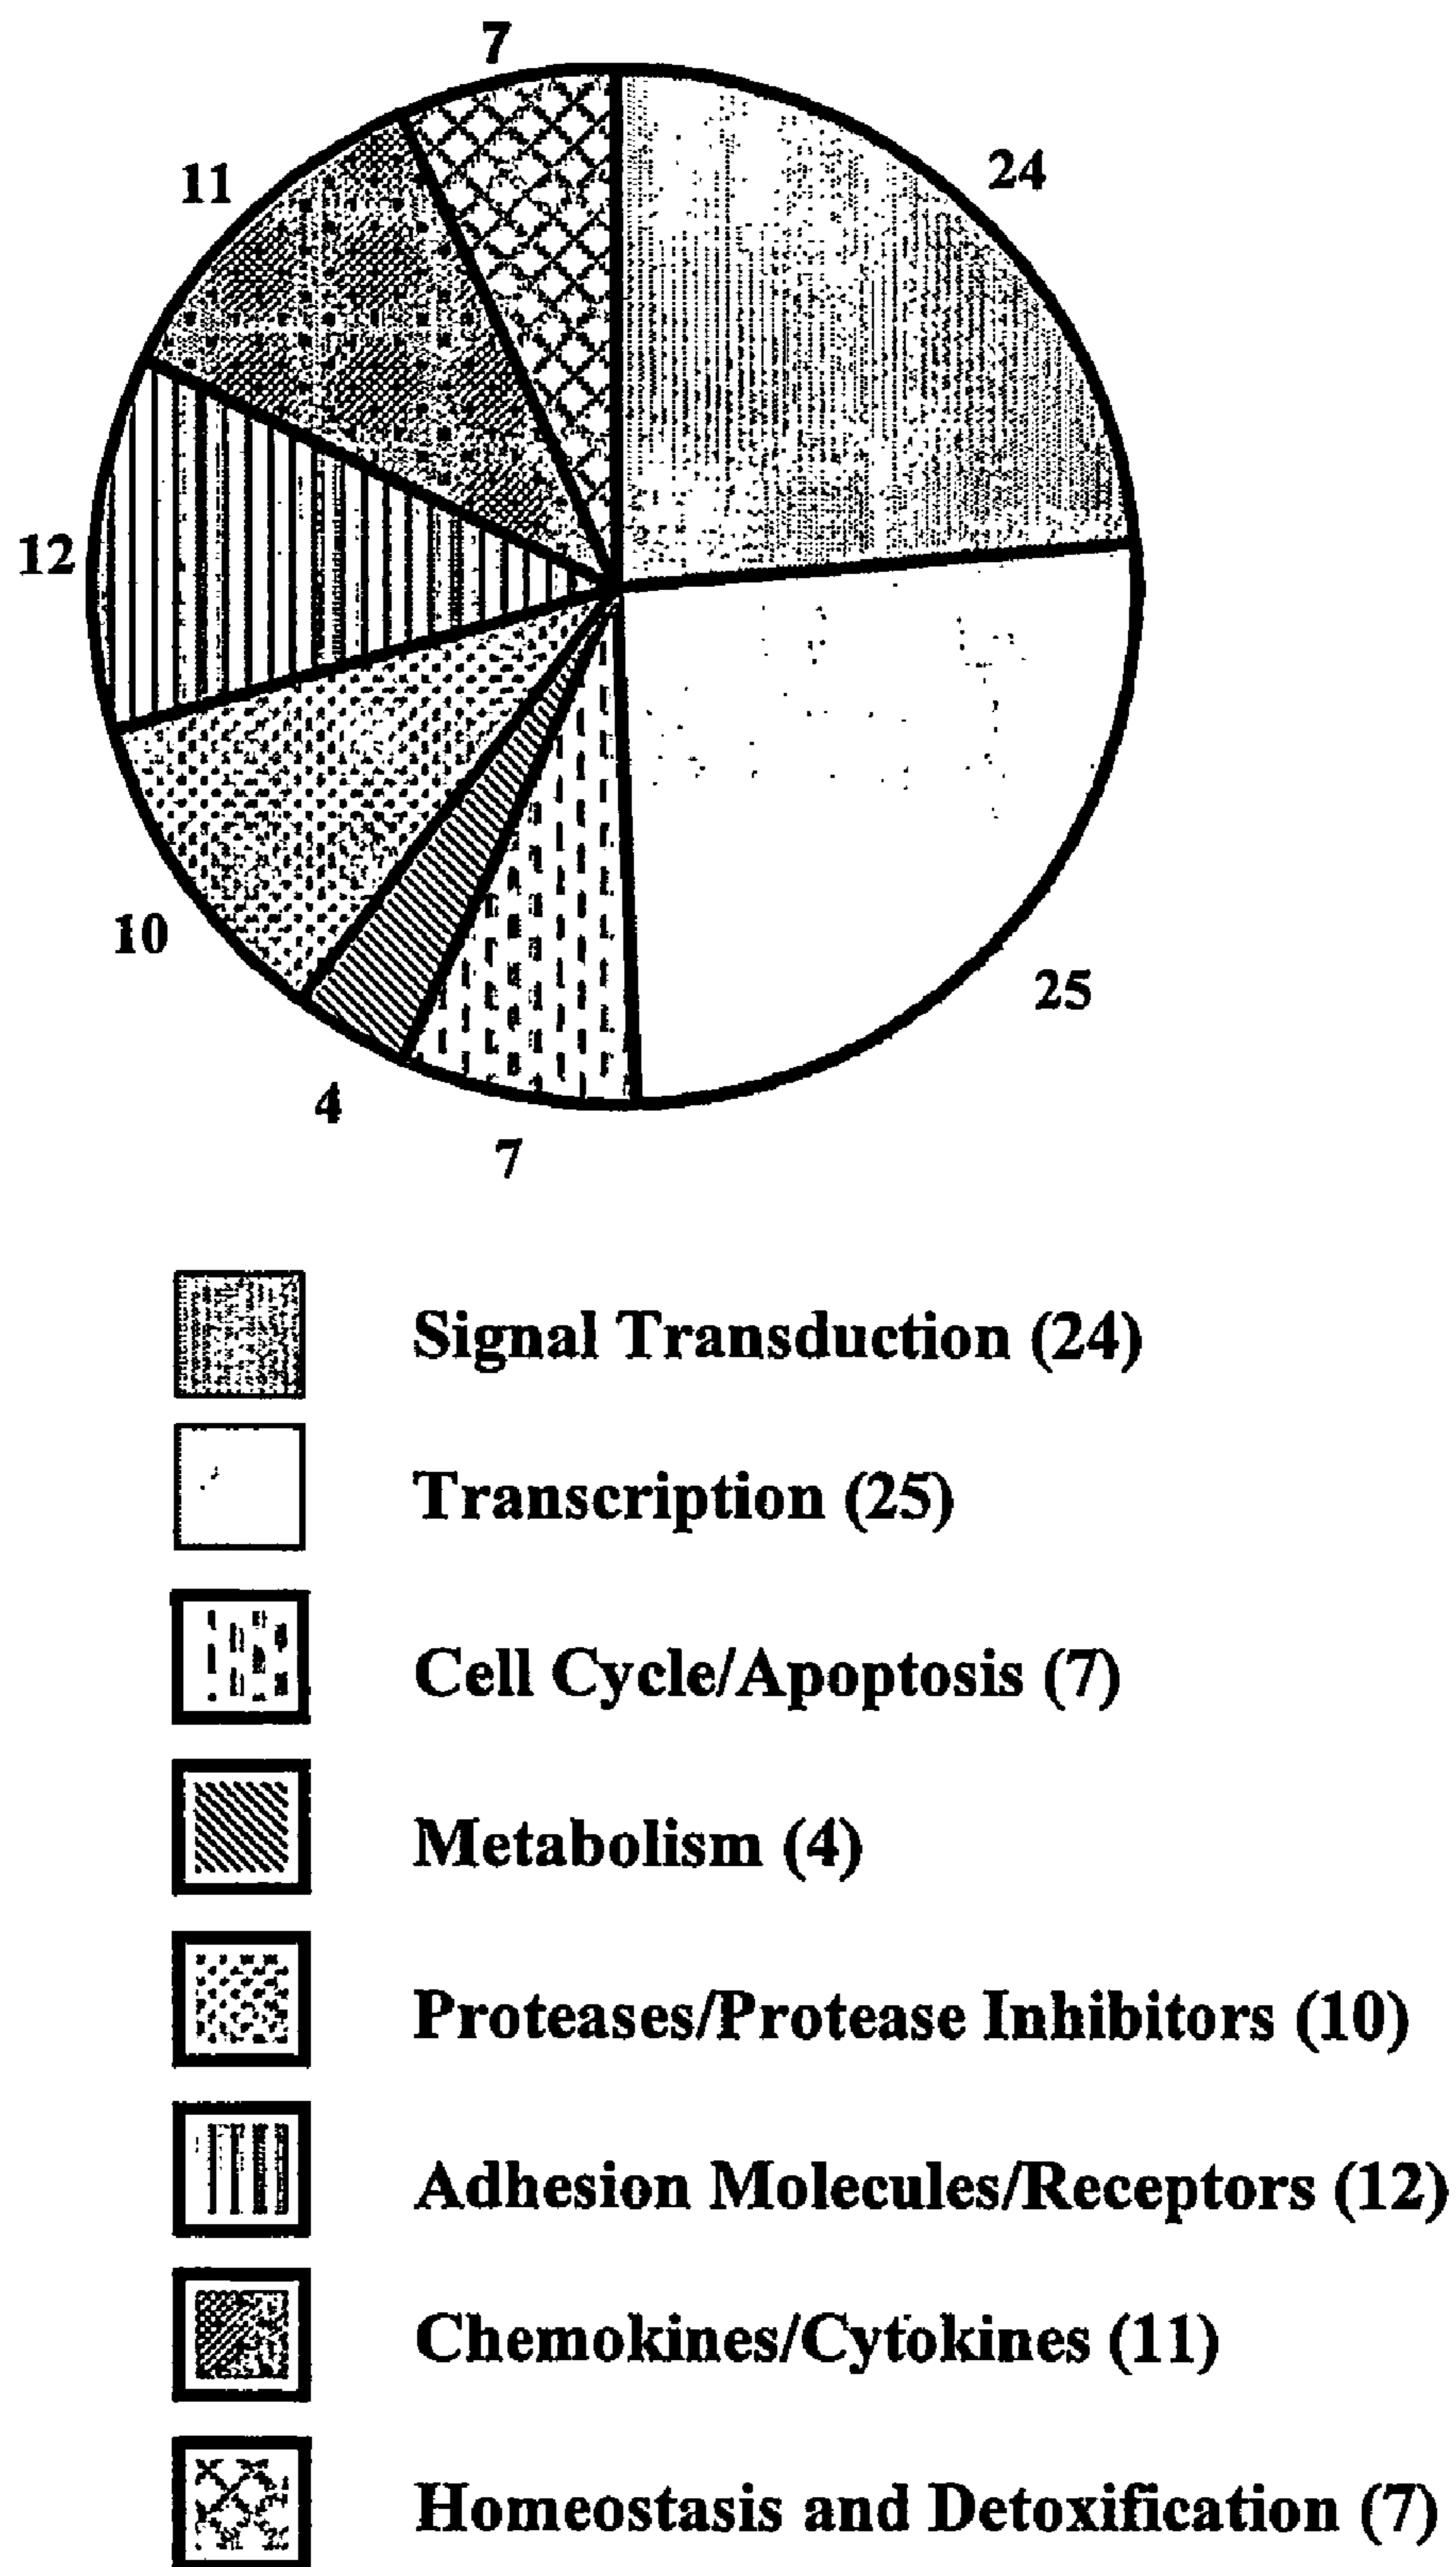 7
11
24
12
10
25
4
7
Signal Transduction (24)
Transcription (25)
Cell Cycle/Apoptosis (7)
Metabolism (4)
Proteases/Protease Inhibitors (10)
Adhesion Molecules/Receptors (12)
Chemokines/Cytokines (11)
Homeostasis and Detoxification (7)